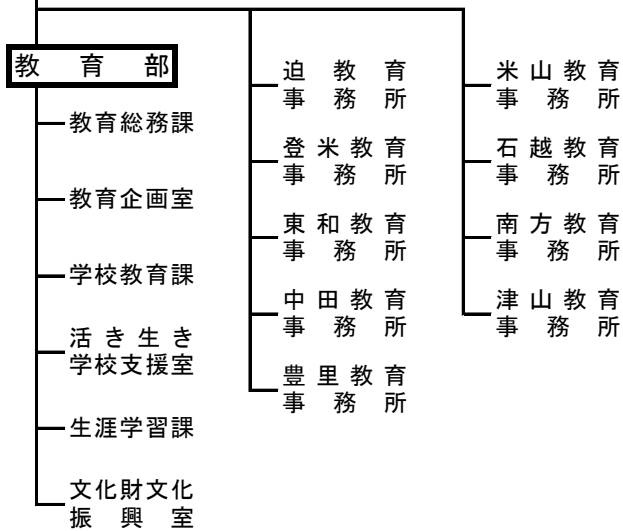 教育部
教育総務課
教育企画室
学校教育課
活き生き
学校支援室
生涯学習課
文化財文化
振興室
迫教育
事務所
登米教育
事務所
東和教育
事務所
中田教育
事務所
豊里教育
事務所
米山教育
事務所
石越教育
事務所
南方教育
事務所
津山教育
事務所